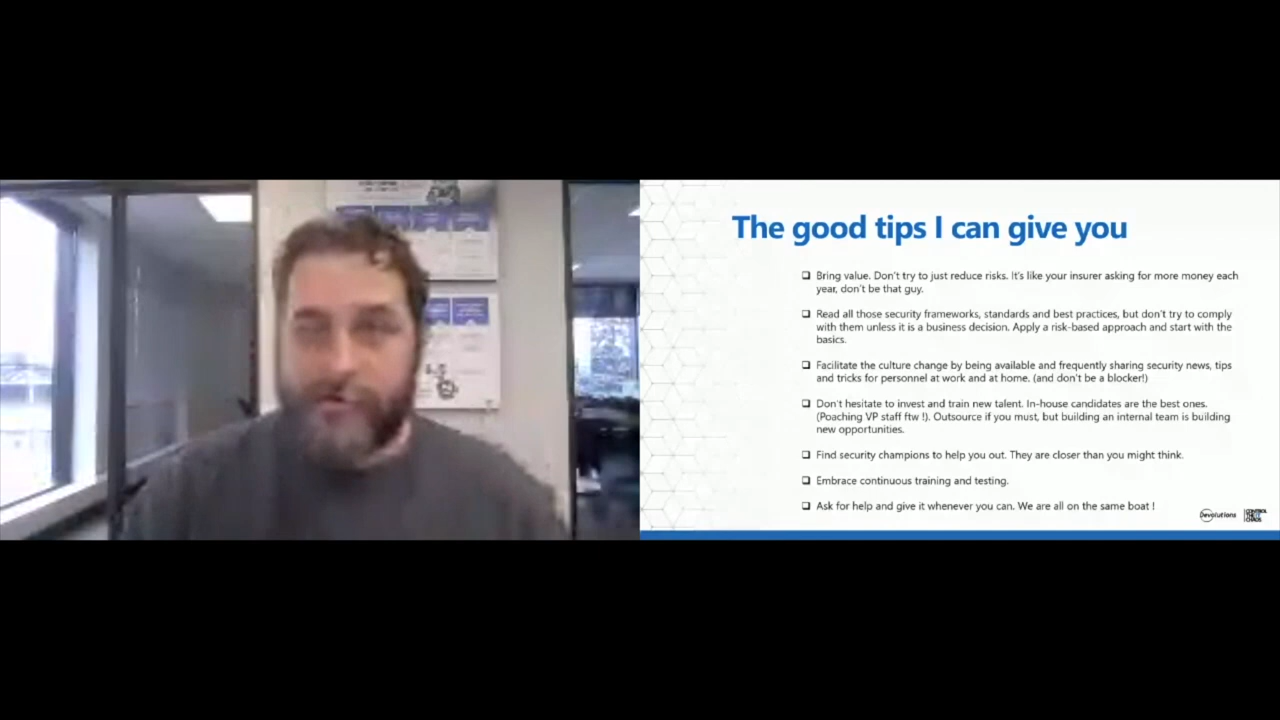 The good tips I can give you
❑ Bring value. Don't try to just reduce risks. It's like your insurer asking for more money each
year, don't be that guy.
❑ Read all those security frameworks, standards and best practices, but don't try to comply
with them unless it is a business decision. Apply a risk-based approach and start with the
basics.
❑ Facilitate the culture change by being available and frequently sharing security news, tips
and tricks for personnel at work and at home. (and don't be a blocker!)
❑ Don't hesitate to invest and train new talent. In-house candidates are the best ones.
(Poaching VP staff ftw !). Outsource if you must, but building an internal team is building
new opportunities.
❑ Find security champions to help you out. They are closer than you might think.
❑ Embrace continuous training and testing.
❑ Ask for help and give it whenever you can. We are all on the same boat !
Devolutions
CONTROL
THE IT
CHAOS